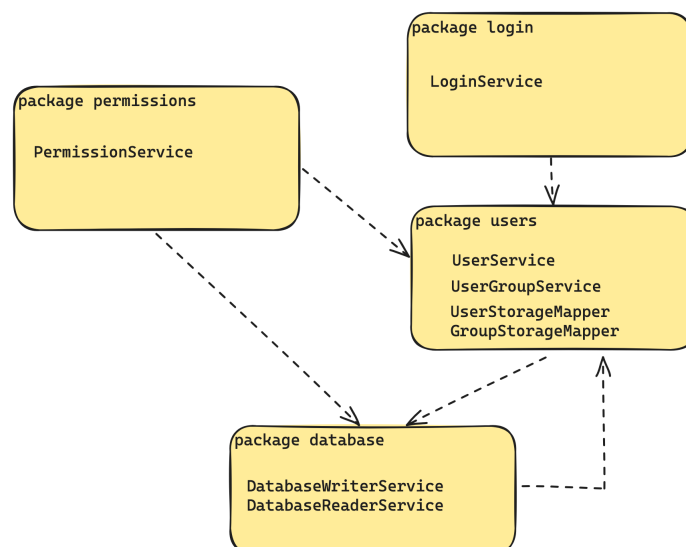 package login
LoginService
package permissions
PermissionService
package users
UserService
UserGroupService
UserStorageMapper
GroupStorageMapper
package database
DatabaseWriterService
DatabaseReaderService